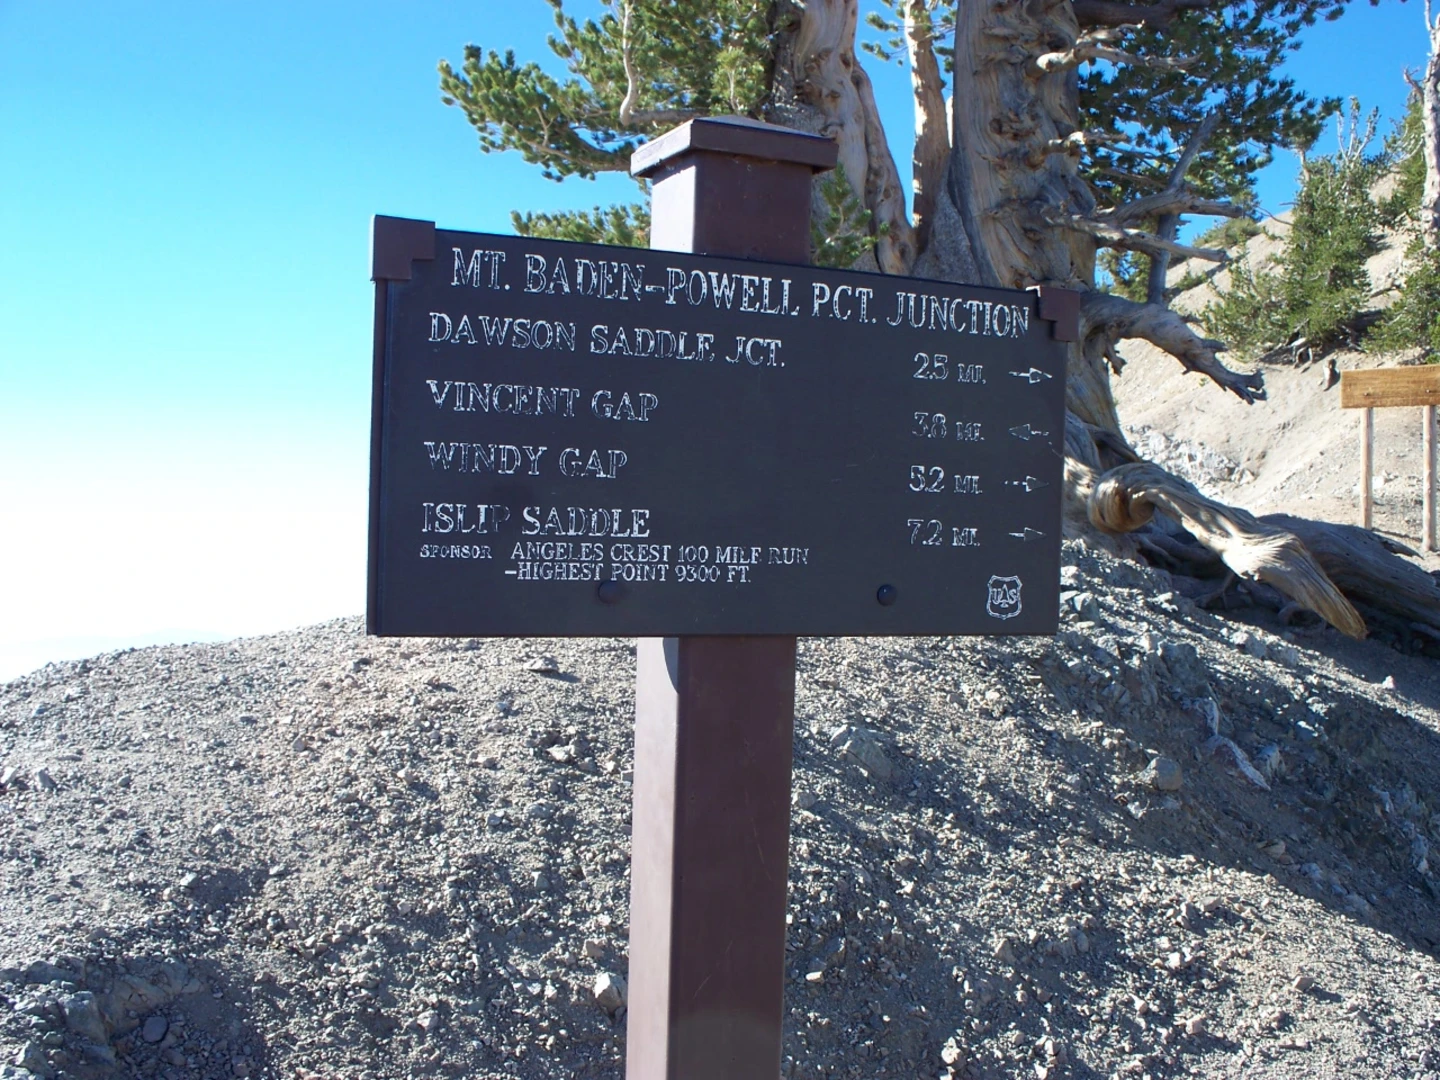 MT. BADEN-POWELL P.C.T. JUNCTION
DAWSON SADDLE JCT. 2.5 MI. →
VINCENT GAP 3.8 MI. ←
WINDY GAP 5.2 MI. →
ISLIP SADDLE 7.2 MI. →
SPONSOR ANGELES CREST 100 MILE RUN
-HIGHEST POINT 9300 FT.
UAS